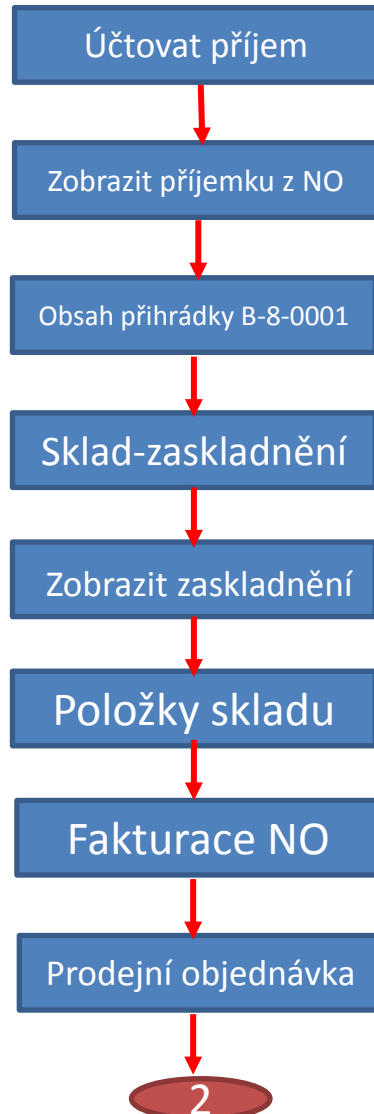 Účtovat příjem
Zobrazit příjemku z NO
Obsah přihrádky B-8-0001
Sklad-zaskladnění
Zobrazit zaskladnění
Položky skladu
Fakturace NO
Prodejní objednávka
2